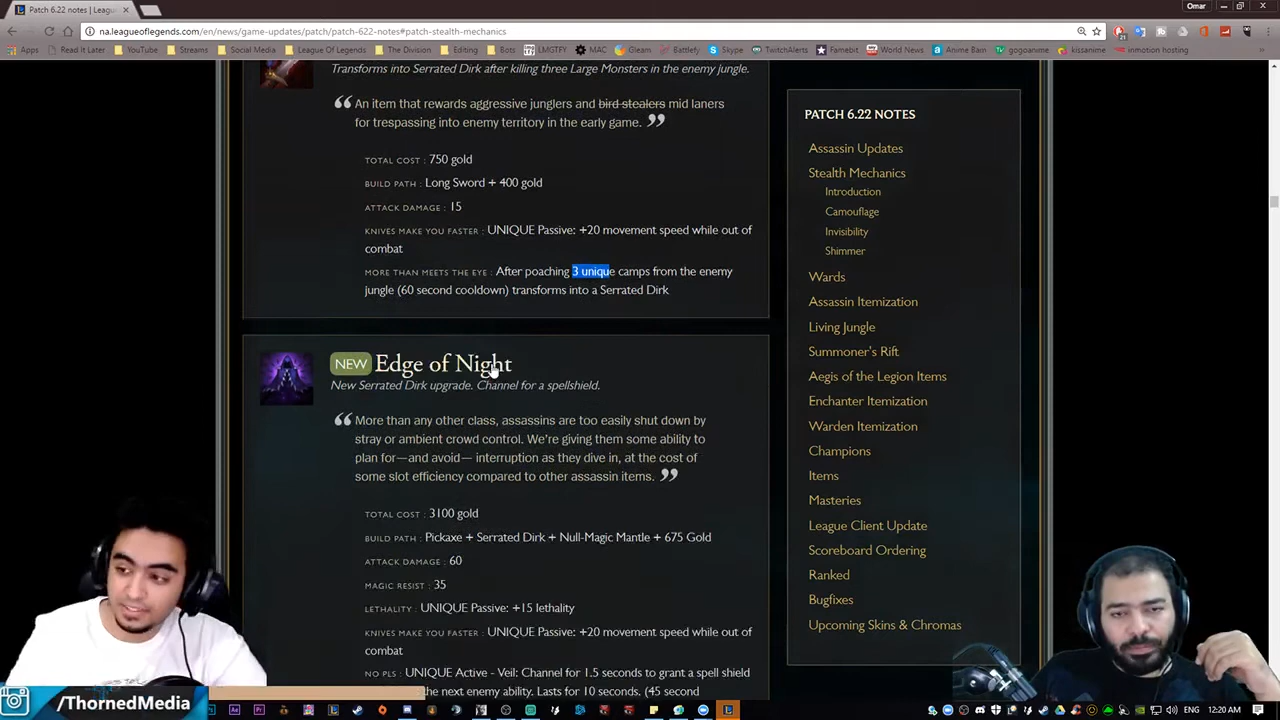 Patch 6.22 notes | Leagu
Omar
na.leagueoflegends.com/en/news/game-updates/patch/patch-622-notes#patch-stealth-mechanics
Apps
Read it Later
YouTube
Streams
Social Media
League Of Legends
The Division
Editing
Bots
LMGTFY
MAC
Gleam
Battlefy
Skype
TwitchAlerts
Famebit
World News
Anime Bam
gogoanime
kissanime
inmotion hosting
Transforms into Serrated Dirk after killing three Large Monsters in the enemy jungle.
“ An item that rewards aggressive junglers and bird stealers mid laners
for trespassing into enemy territory in the early game. ”
TOTAL COST : 750 gold
BUILD PATH : Long Sword + 400 gold
ATTACK DAMAGE : 15
KNIVES MAKE YOU FASTER : UNIQUE Passive: +20 movement speed while out of
combat
MORE THAN MEETS THE EYE : After poaching 3 unique camps from the enemy
jungle (60 second cooldown) transforms into a Serrated Dirk
NEW Edge of Night
New Serrated Dirk upgrade. Channel for a spellshield.
“ More than any other class, assassins are too easily shut down by
stray or ambient crowd control. We're giving them some ability to
plan for—and avoid— interruption as they dive in, at the cost of
some slot efficiency compared to other assassin items. ”
TOTAL COST : 3100 gold
BUILD PATH : Pickaxe + Serrated Dirk + Null-Magic Mantle + 675 Gold
ATTACK DAMAGE : 60
MAGIC RESIST : 35
LETHALITY : UNIQUE Passive: +15 lethality
KNIVES MAKE YOU FASTER : UNIQUE Passive: +20 movement speed while out of
combat
NO PLS : UNIQUE Active - Veil: Channel for 1.5 seconds to grant a spell shield
the next enemy ability. Lasts for 10 seconds. (45 second
PATCH 6.22 NOTES
Assassin Updates
Stealth Mechanics
Introduction
Camouflage
Invisibility
Shimmer
Wards
Assassin Itemization
Living Jungle
Summoner's Rift
Aegis of the Legion Items
Enchanter Itemization
Warden Itemization
Champions
Items
Masteries
League Client Update
Scoreboard Ordering
Ranked
Bugfixes
Upcoming Skins & Chromas
/ThornedMedia
ENG
12:20 AM